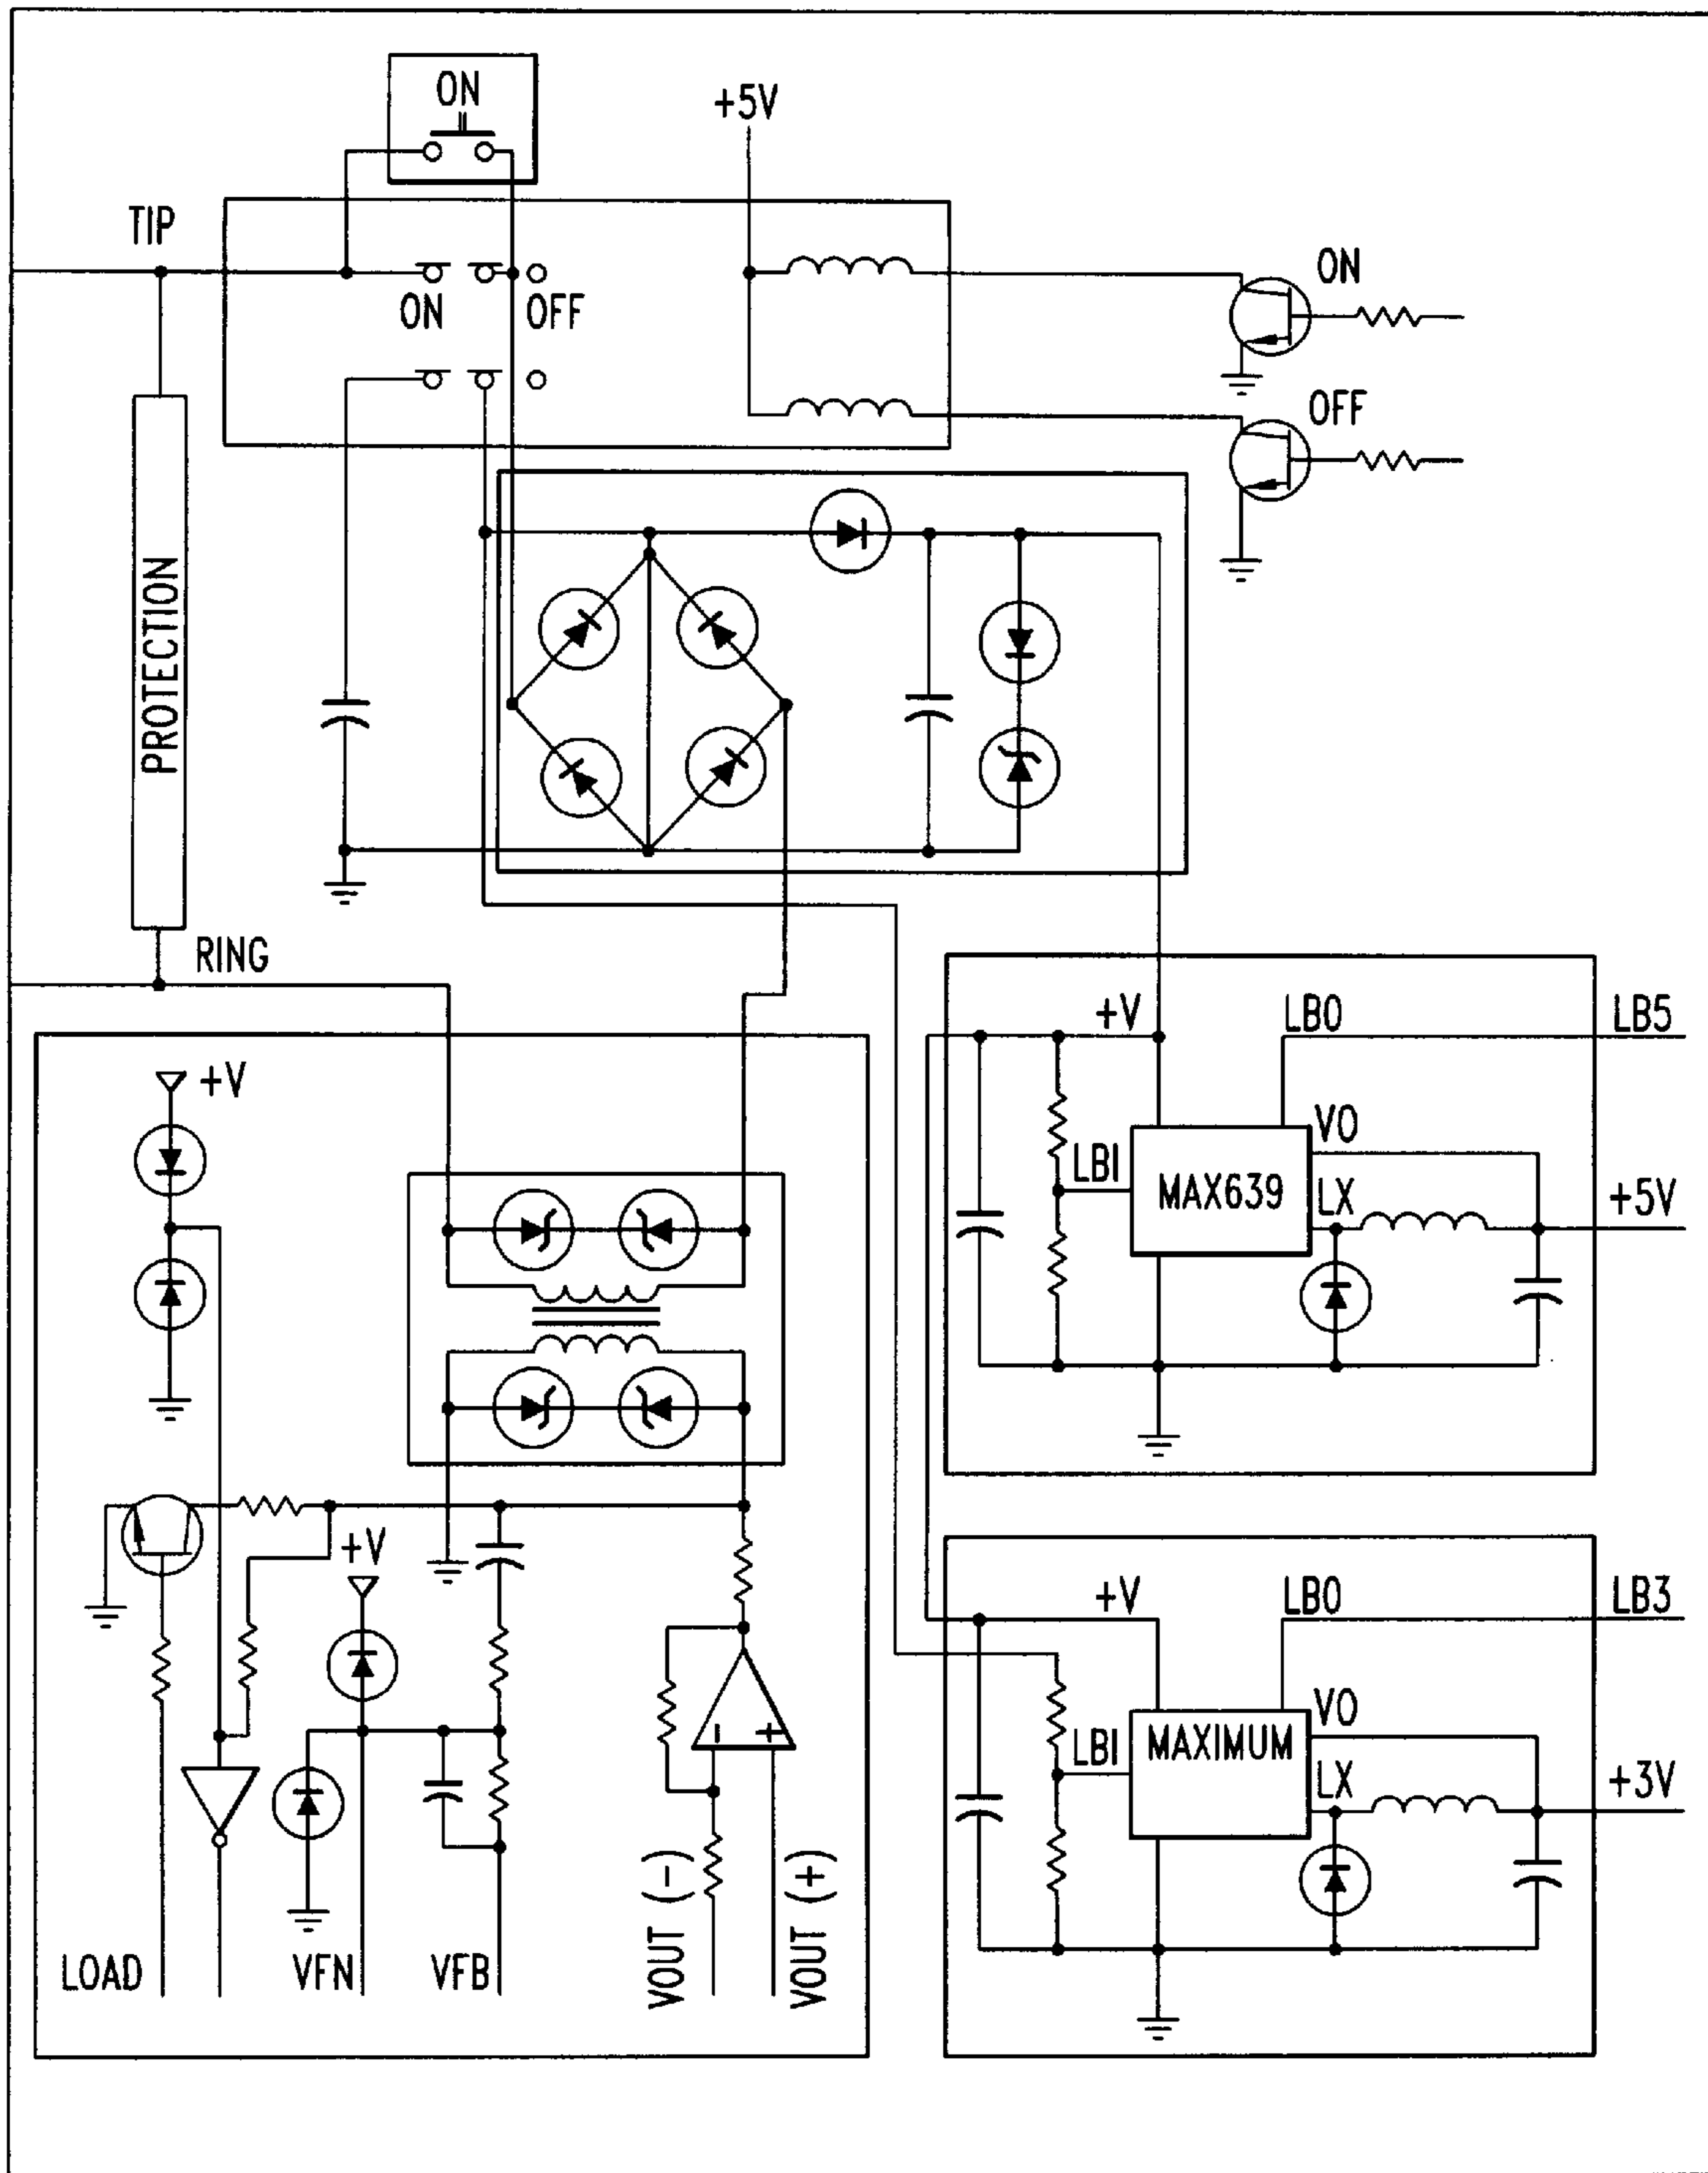 ON
+5V
TIP
ON
ON
OFF
OFF
PROTECTION
RING
+V
LBO
LB5
+V
VO
LBI
MAX639
LX
+5V
+V
+V
LBO
LB3
VO
LBI
MAXIMUM
LX
+3V
- +
LOAD
VFN
VFB
VOUT (-)
VOUT (+)